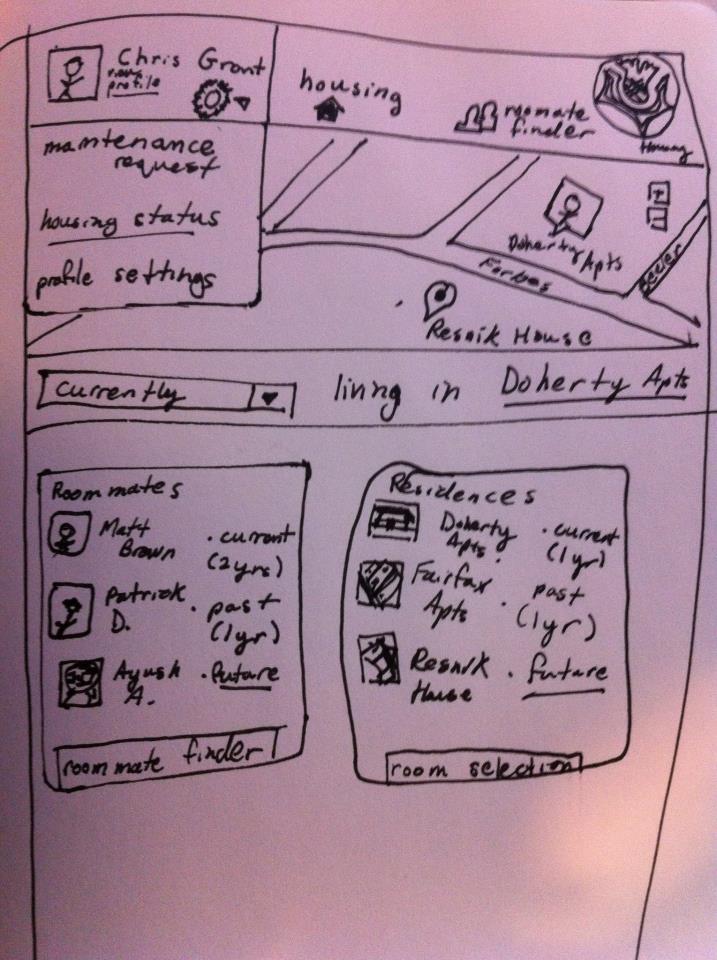 Chris Grant
profile
housing
roomate
finder
Housing
maintenance
request
housing status
profile settings
Doherty Apts
Forbes
Beeler
Resnik House
currently
living in Doherty Apts
Roommates
Matt
Brown
· current
(2yrs)
Patrick
D.
· past
(1yr)
Ayush
A.
· future
roommate finder
Residences
Doherty
Apts
· current
(1yr)
Fairfax
Apts
· past
(1yr)
Resnik
House
· future
room selection